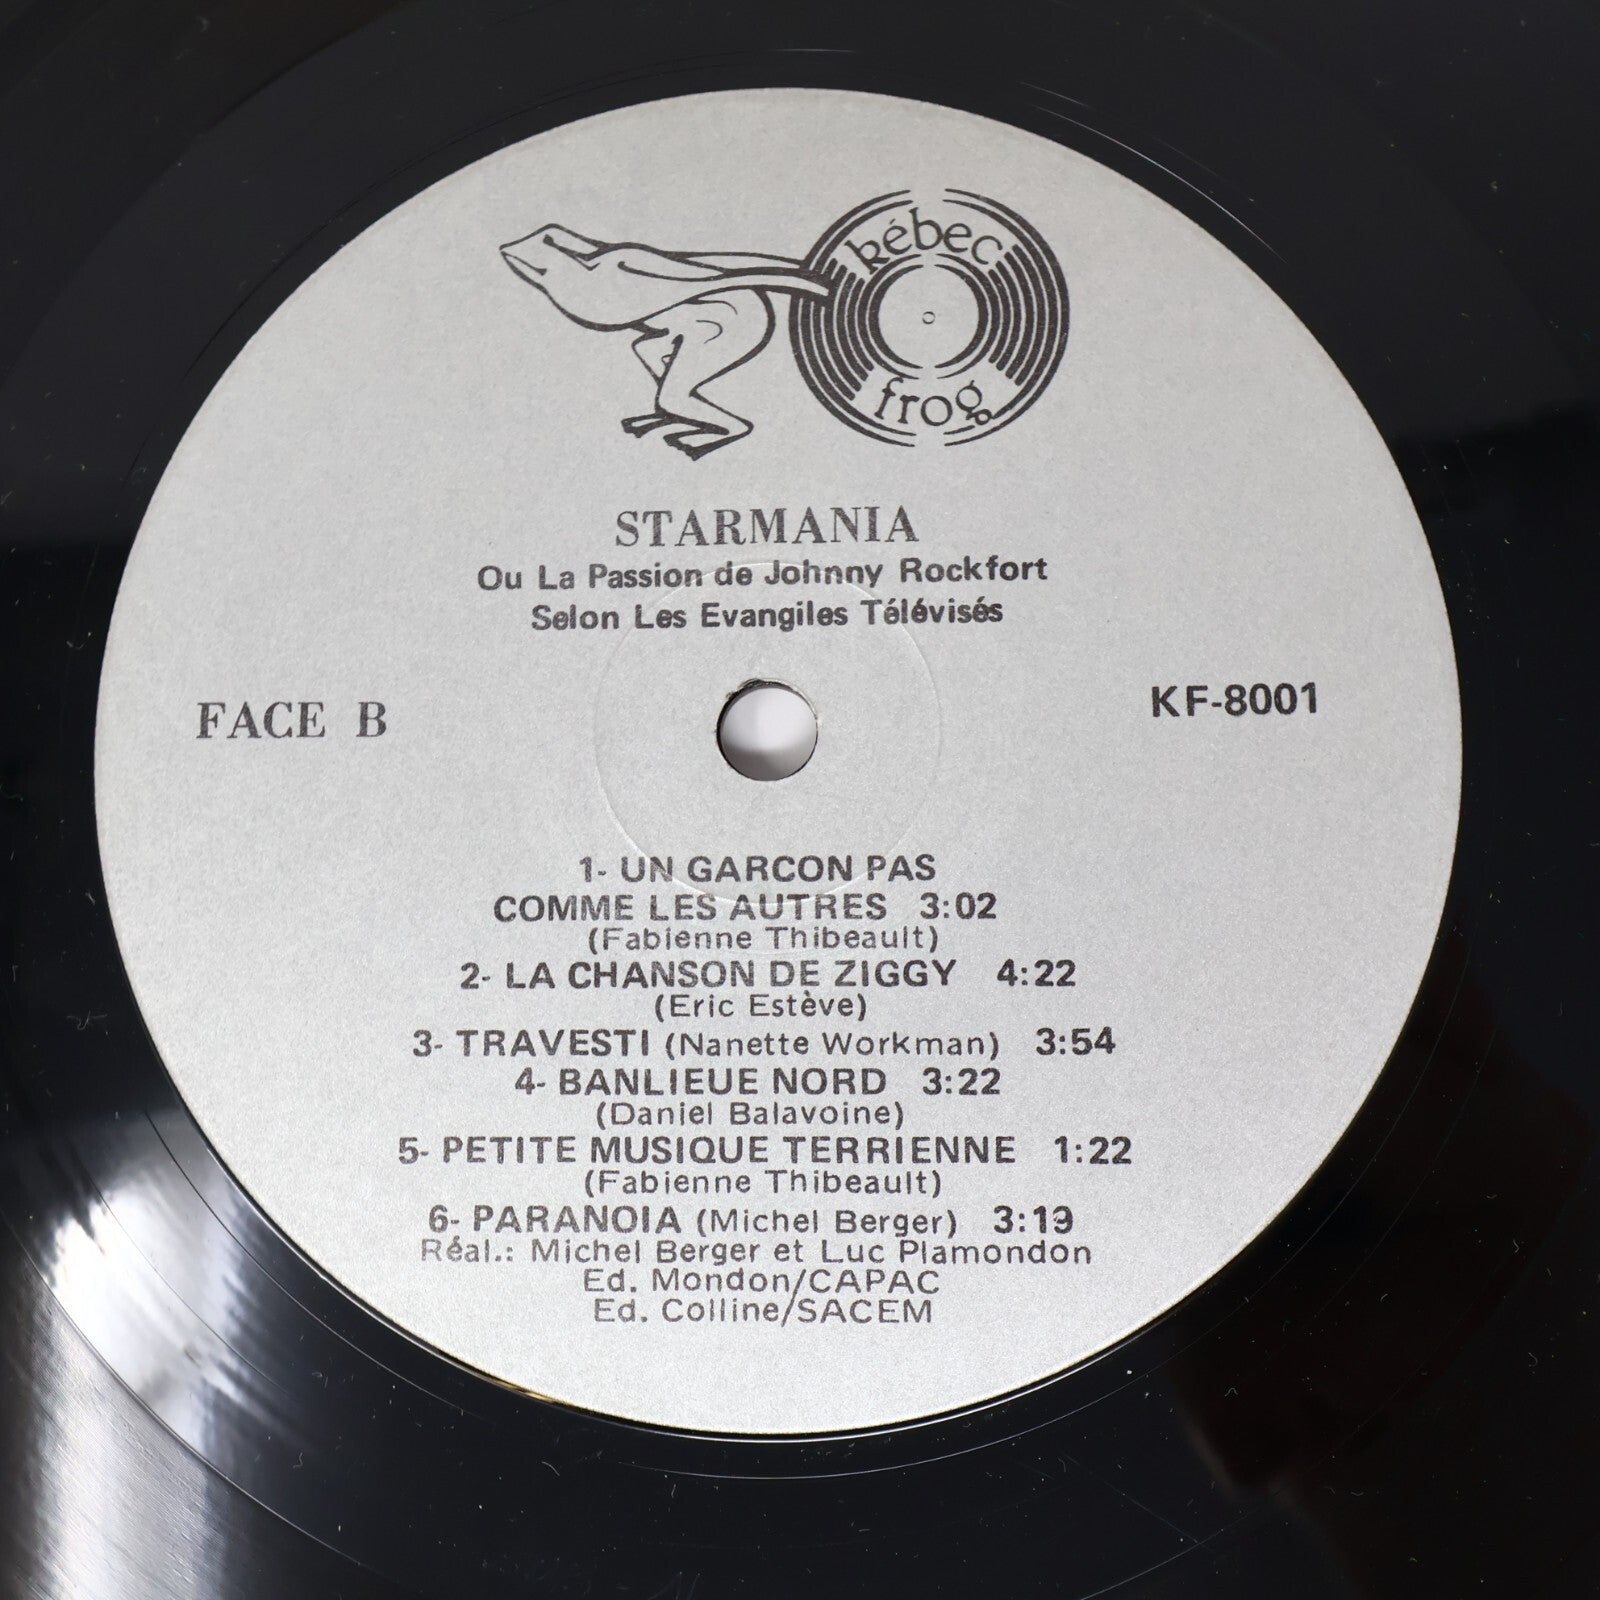 kébec
frog
STARMANIA
Ou La Passion de Johnny Rockfort
Selon Les Evangiles Télévisés
FACE B
KF-8001
1- UN GARCON PAS
COMME LES AUTRES 3:02
(Fabienne Thibeault)
2- LA CHANSON DE ZIGGY 4:22
(Eric Estève)
3- TRAVESTI (Nanette Workman) 3:54
4- BANLIEUE NORD 3:22
(Daniel Balavoine)
5- PETITE MUSIQUE TERRIENNE 1:22
(Fabienne Thibeault)
6- PARANOIA (Michel Berger) 3:19
Réal.: Michel Berger et Luc Plamondon
Ed. Mondon/CAPAC
Ed. Colline/SACEM